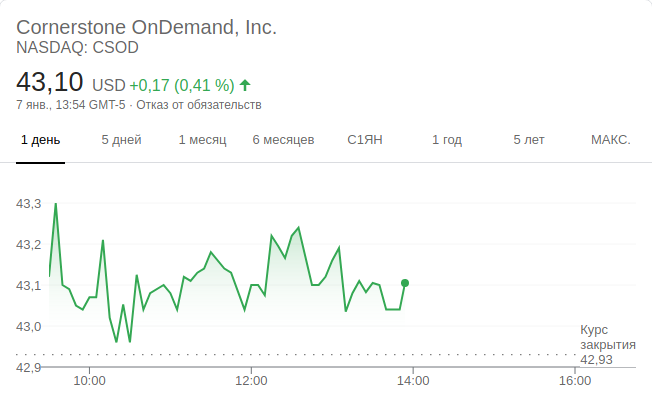 Cornerstone OnDemand, Inc.
NASDAQ: CSOD
43,10 USD +0,17 (0,41 %)
7 янв., 13:54 GMT-5 · Отказ от обязательств
1 день 5 дней 1 месяц 6 месяцев С1ЯН 1 год 5 лет МАКС.
43,3
43,2
43,1
43,0
Курс
закрытия
42,93
42,9
10:00 12:00 14:00 16:00